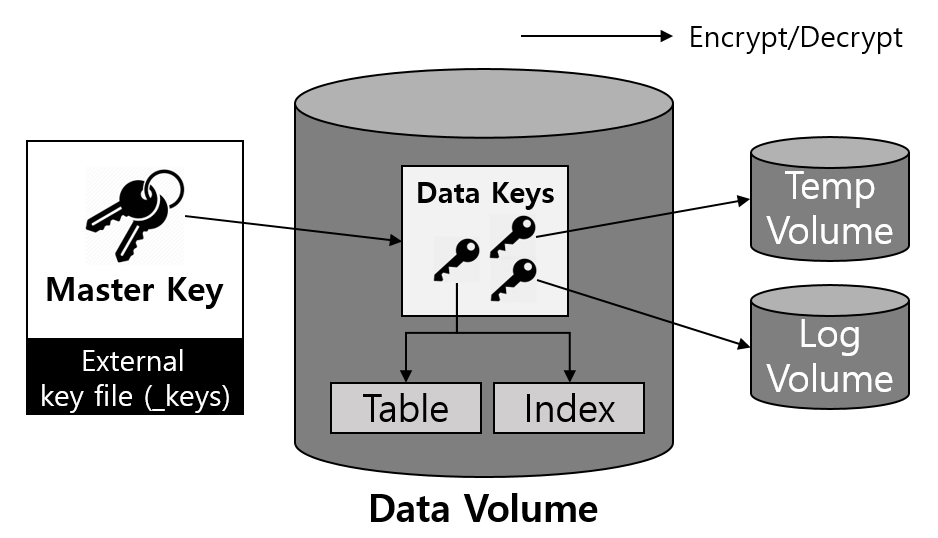 Encrypt/Decrypt
Data Keys
Temp
Volume
Master Key
External
key file (_keys)
Log
Volume
Table
Index
Data Volume